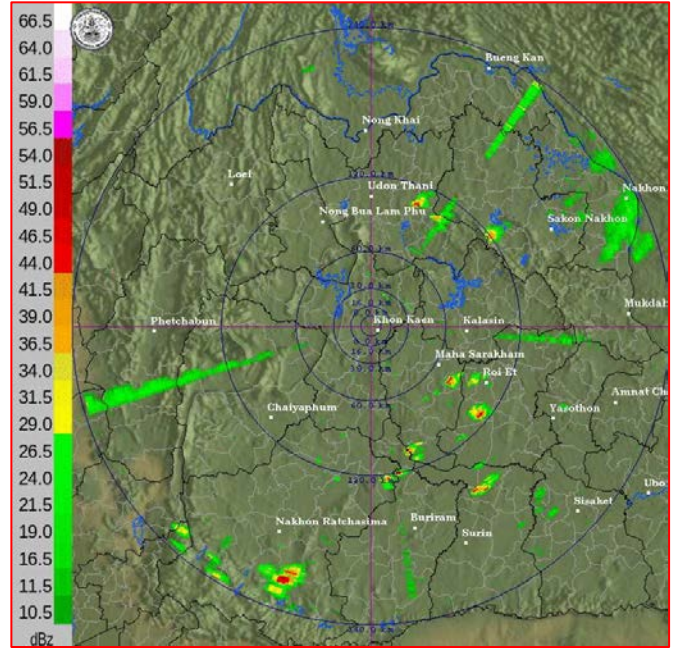 66.5
64.0
61.5
59.0
56.5
54.0
51.5
49.0
46.5
44.0
41.5
39.0
36.5
34.0
31.5
29.0
26.5
24.0
21.5
19.0
16.5
11.5
10.5
dBz
Bueng Kan
Nong Khai
Loei
Udon Thani
Nakhon
Nong Bua Lam Phu
Sakon Nakhon
Mukdah
Phetchabun
Khon Kaen
Kalasin
Maha Sarakham
Roi Et
Amnat Ch
Chaiyaphum
Yasothon
Ubo
Sisaket
Nakhon Ratchasima
Buriram
Surin